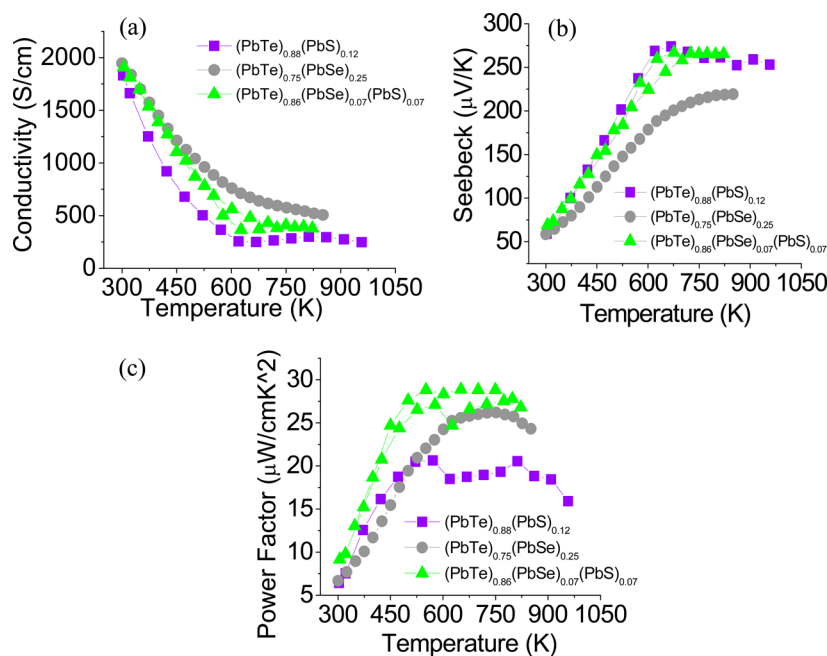 (a)
Conductivity (S/cm)
2000
1500
1000
500
0
(PbTe)0.88(PbS)0.12
(PbTe)0.75(PbSe)0.25
(PbTe)0.86(PbSe)0.07(PbS)0.07
300 450 600 750 900 1050
Temperature (K)
(b)
Seebeck (μV/K)
300
250
200
150
100
50
(PbTe)0.88(PbS)0.12
(PbTe)0.75(PbSe)0.25
(PbTe)0.86(PbSe)0.07(PbS)0.07
300 450 600 750 900 1050
Temperature (K)
(c)
Power Factor (μW/cmK^2)
30
25
20
15
10
5
(PbTe)0.88(PbS)0.12
(PbTe)0.75(PbSe)0.25
(PbTe)0.86(PbSe)0.07(PbS)0.07
300 450 600 750 900 1050
Temperature (K)